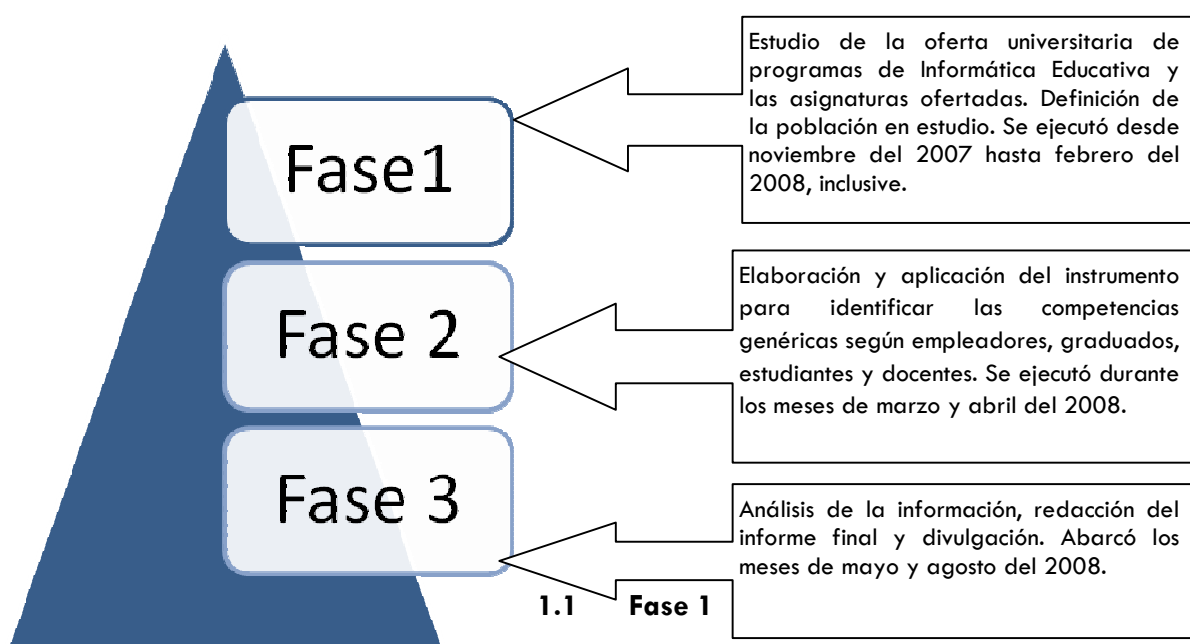 Fase1
Estudio de la oferta universitaria de
programas de Informática Educativa y
las asignaturas ofertadas. Definición de
la población en estudio. Se ejecutó desde
noviembre del 2007 hasta febrero del
2008, inclusive.
Fase 2
Elaboración y aplicación del instrumento
para identificar las competencias
genéricas según empleadores, graduados,
estudiantes y docentes. Se ejecutó durante
los meses de marzo y abril del 2008.
Fase 3
Análisis de la información, redacción del
informe final y divulgación. Abarcó los
meses de mayo y agosto del 2008.
1.1 Fase 1